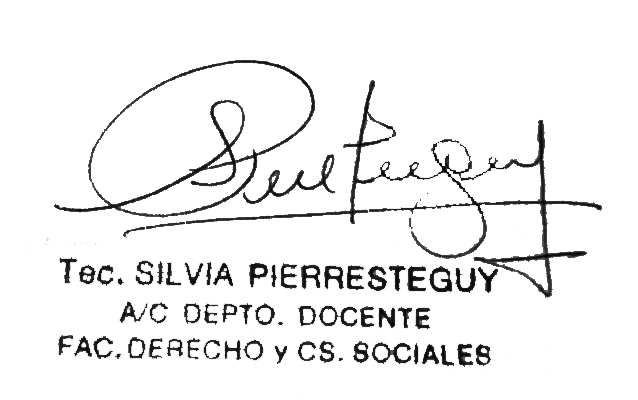 Tec. SILVIA PIERRESTEGUY
A/C DEPTO. DOCENTE
FAC. DERECHO y CS. SOCIALES